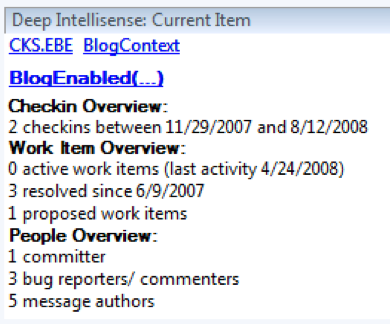 Deep Intellisense: Current Item
CKS.EBE BlogContext
BlogEnabled(...)
Checkin Overview:
2 checkins between 11/29/2007 and 8/12/2008
Work Item Overview:
0 active work items (last activity 4/24/2008)
3 resolved since 6/9/2007
1 proposed work items
People Overview:
1 committer
3 bug reporters/ commenters
5 message authors